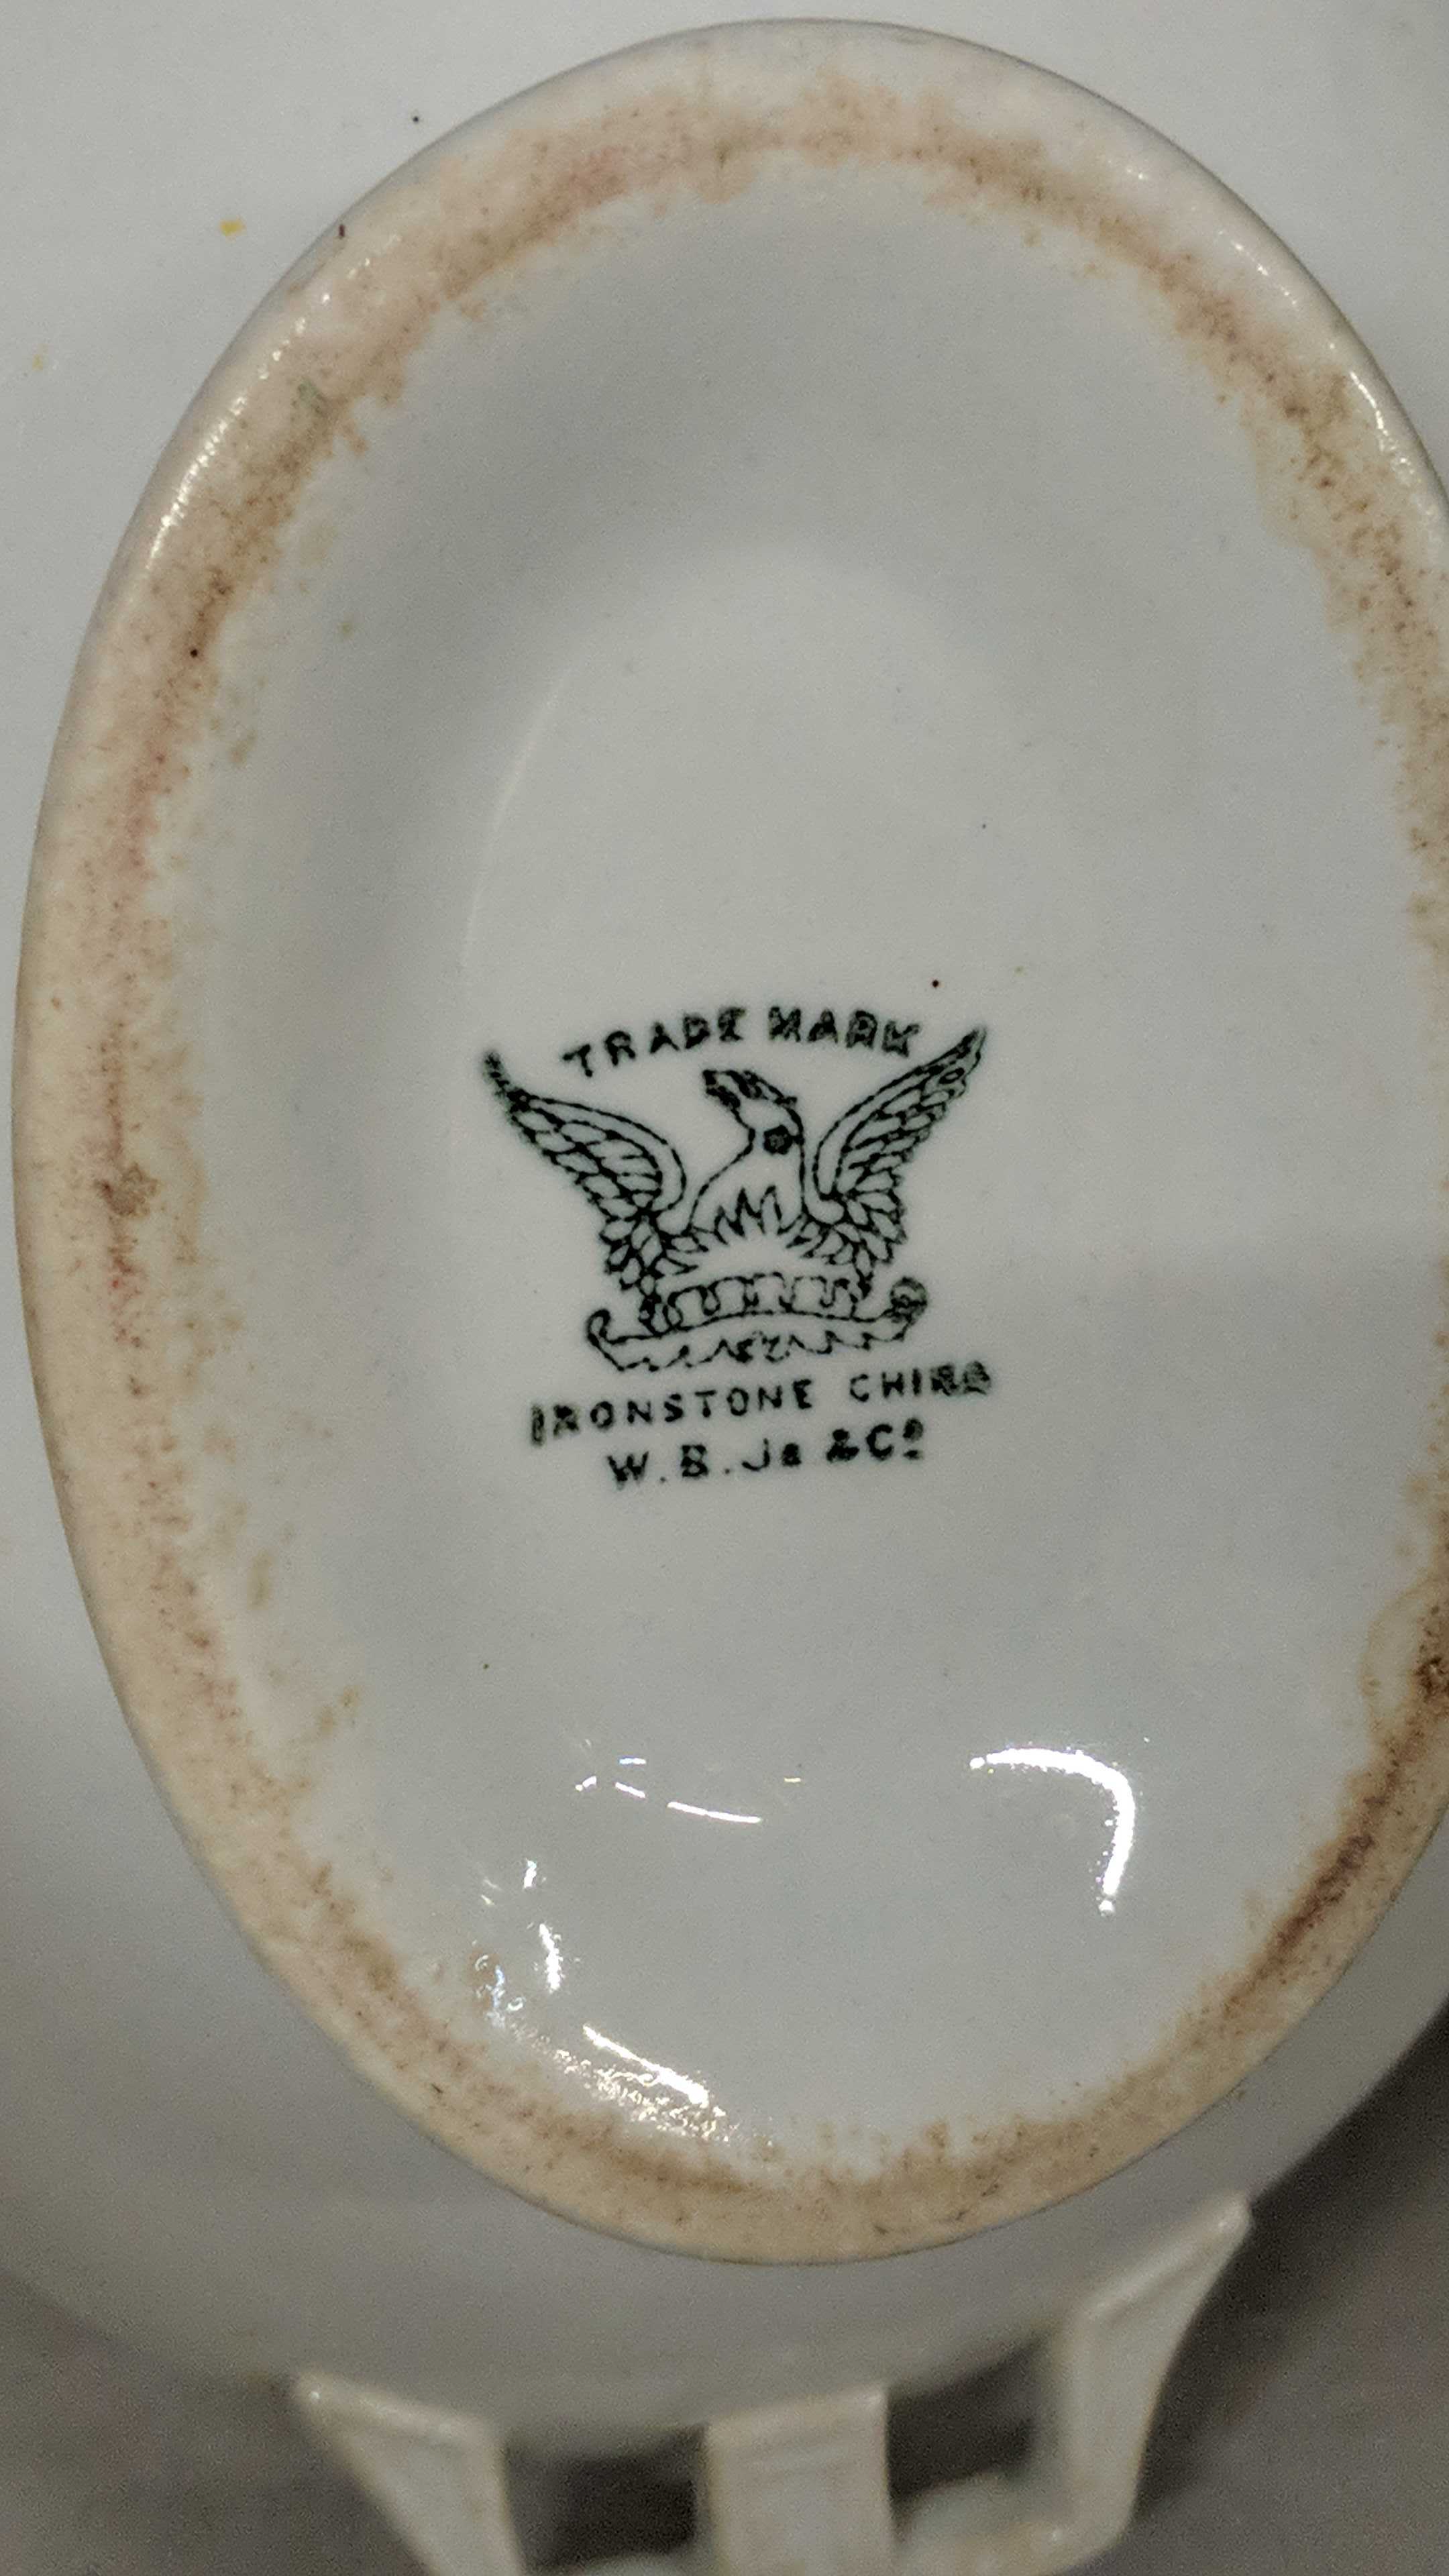 TRADE MARK
IRONSTONE CHINA
W.B. Jr &Co